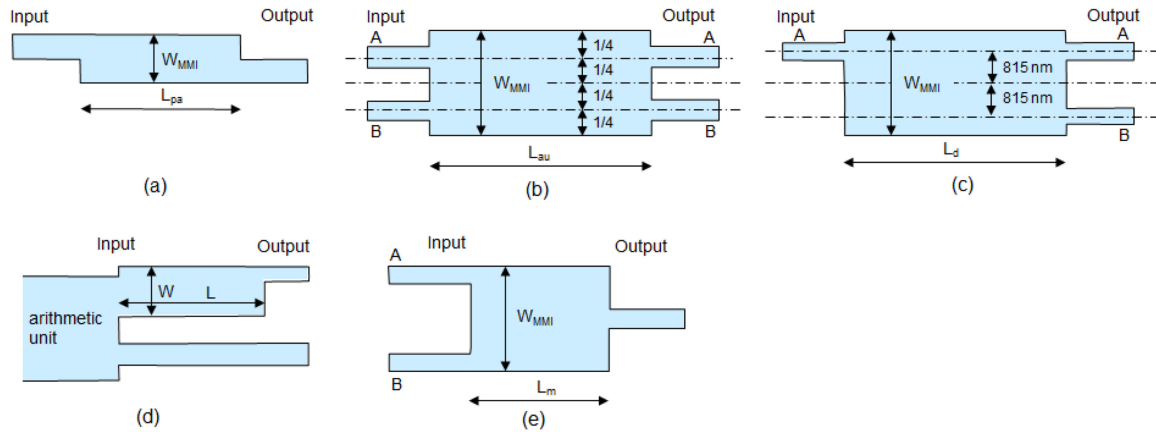 Input Output
W_MMI
L_pa
(a)
Input Output
A A
1/4
1/4
W_MMI
1/4
1/4
B B
L_au
(b)
Input Output
A A
815 nm
W_MMI
815 nm
B
L_d
(c)
Input Output
W L
arithmetic
unit
(d)
A Input Output
W_MMI
B
L_m
(e)